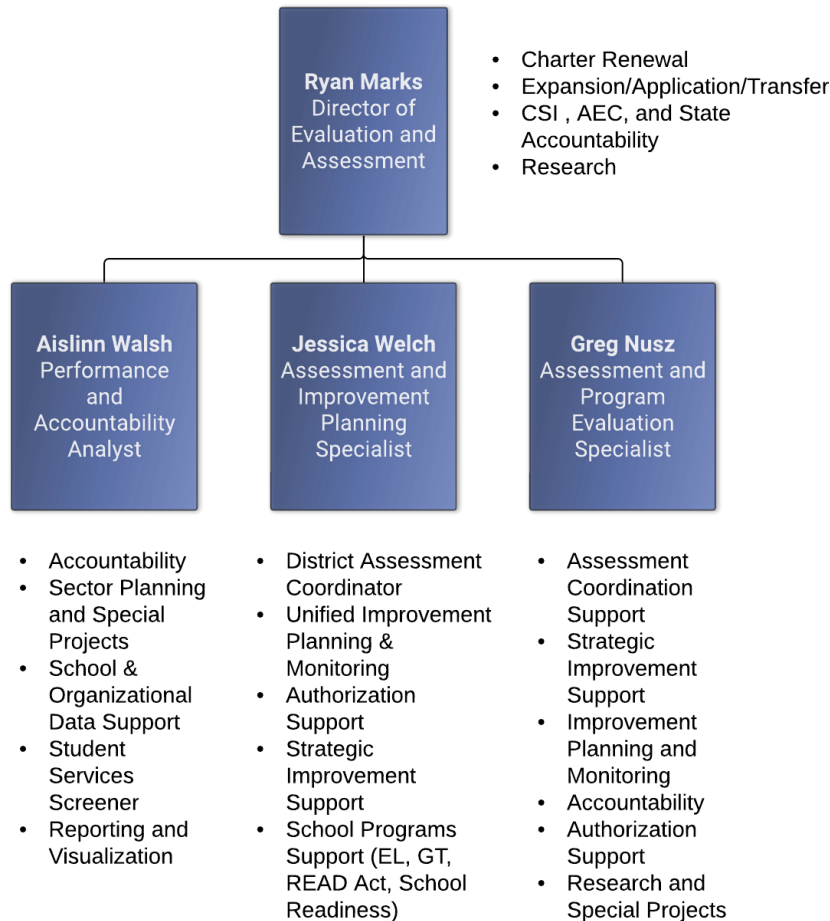 Ryan Marks
Director of
Evaluation and
Assessment
• Charter Renewal
• Expansion/Application/Transfer
• CSI , AEC, and State
Accountability
• Research
Aislinn Walsh
Performance
and
Accountability
Analyst
Jessica Welch
Assessment and
Improvement
Planning
Specialist
Greg Nusz
Assessment and
Program
Evaluation
Specialist
• Accountability
• Sector Planning
and Special
Projects
• School &
Organizational
Data Support
• Student
Services
Screener
• Reporting and
Visualization
• District Assessment
Coordinator
• Unified Improvement
Planning &
Monitoring
• Authorization
Support
• Strategic
Improvement
Support
• School Programs
Support (EL, GT,
READ Act, School
Readiness)
• Assessment
Coordination
Support
• Strategic
Improvement
Support
• Improvement
Planning and
Monitoring
• Accountability
• Authorization
Support
• Research and
Special Projects